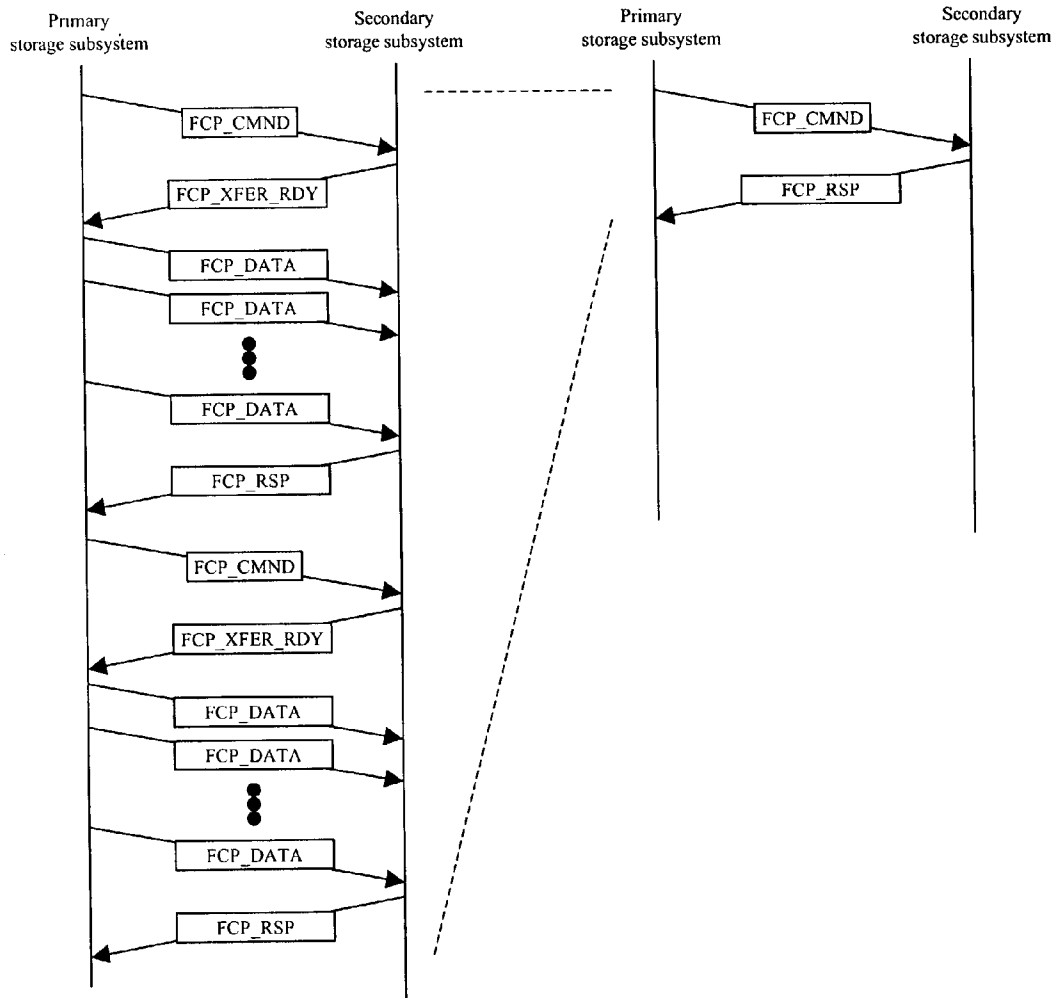 Primary
storage subsystem
Secondary
storage subsystem
Primary
storage subsystem
Secondary
storage subsystem
FCP_CMND
FCP_XFER_RDY
FCP_DATA
FCP_DATA
FCP_DATA
FCP_RSP
FCP_CMND
FCP_XFER_RDY
FCP_DATA
FCP_DATA
FCP_DATA
FCP_RSP
FCP_CMND
FCP_RSP